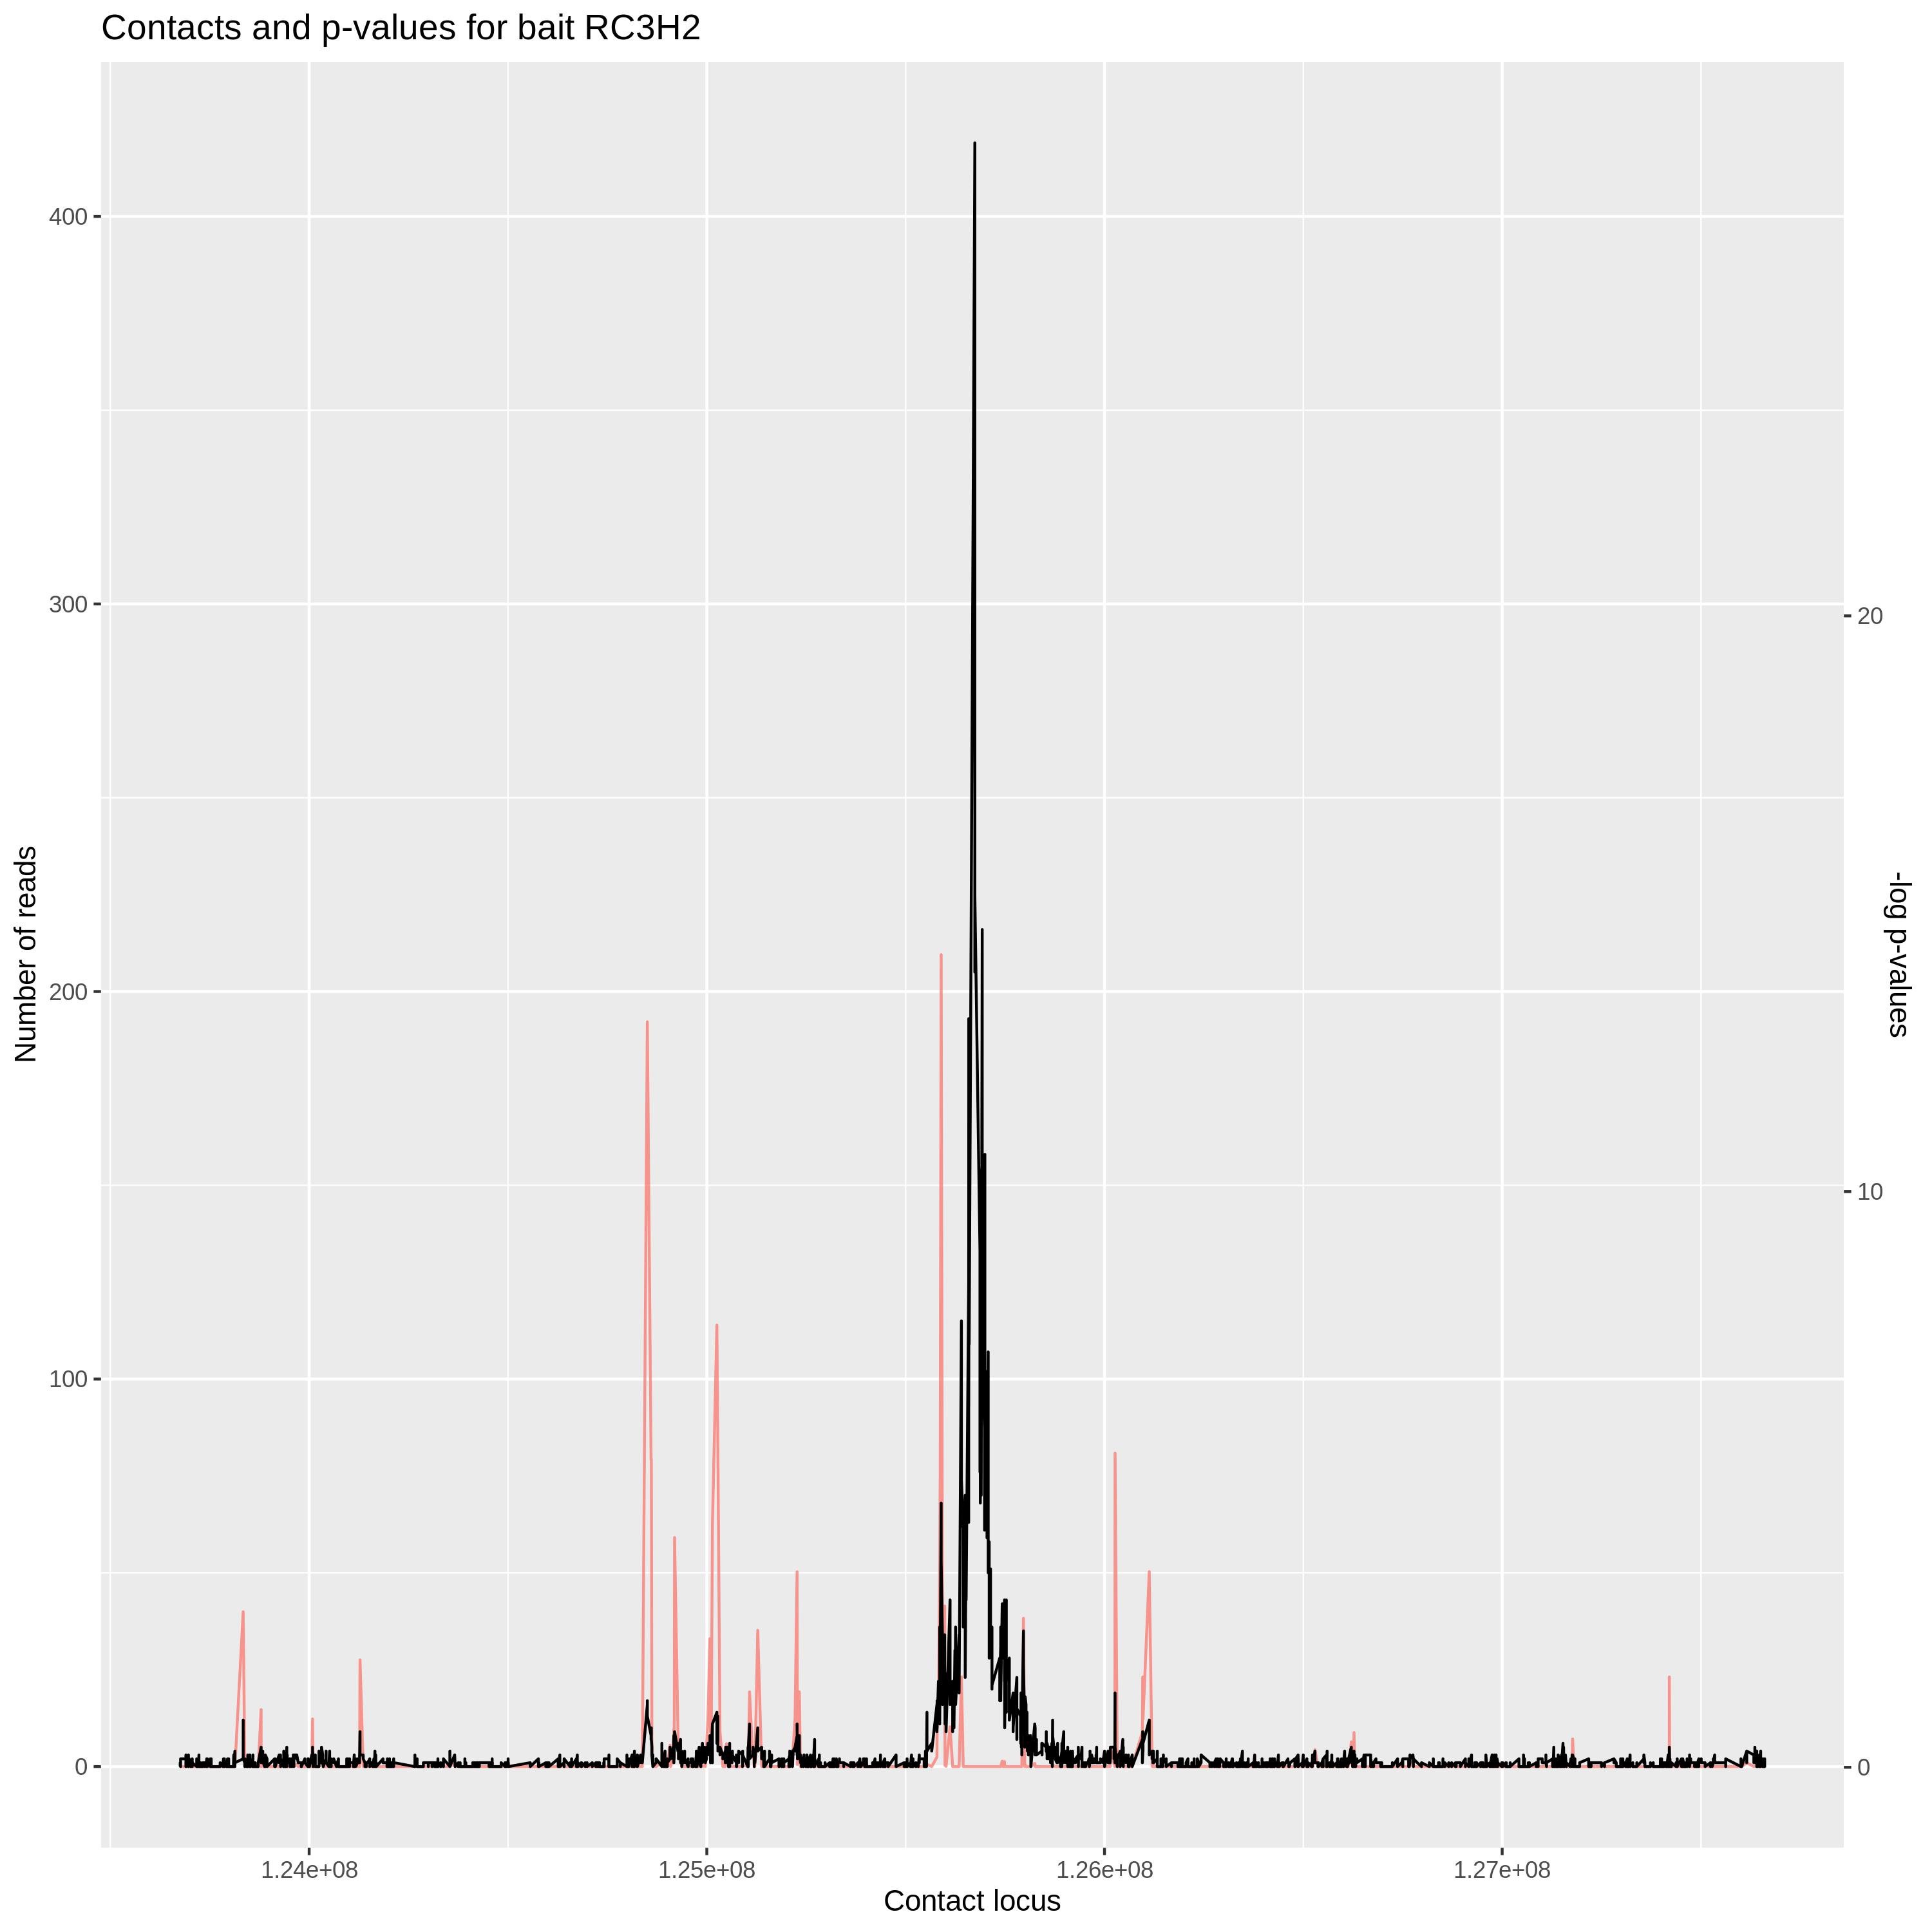 Contacts and p-values for bait RC3H2
400
300
200
100
0
20
10
0
Number of reads
-log p-values
1.24e+08
1.25e+08
1.26e+08
1.27e+08
Contact locus